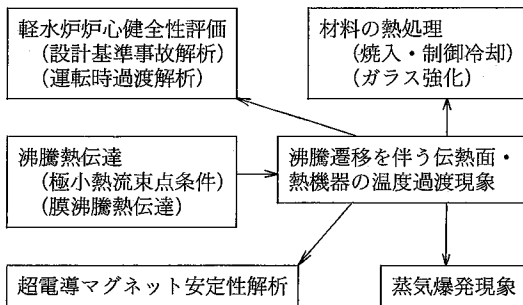 軽水炉炉心健全性評価
(設計基準事故解析)
(運転時過渡解析)
材料の熱処理
(焼入・制御冷却)
(ガラス強化)
沸騰熱伝達
(極小熱流束点条件)
(膜沸騰熱伝達)
沸騰遷移を伴う伝熱面・
熱機器の温度過渡現象
超電導マグネット安定性解析
蒸気爆発現象